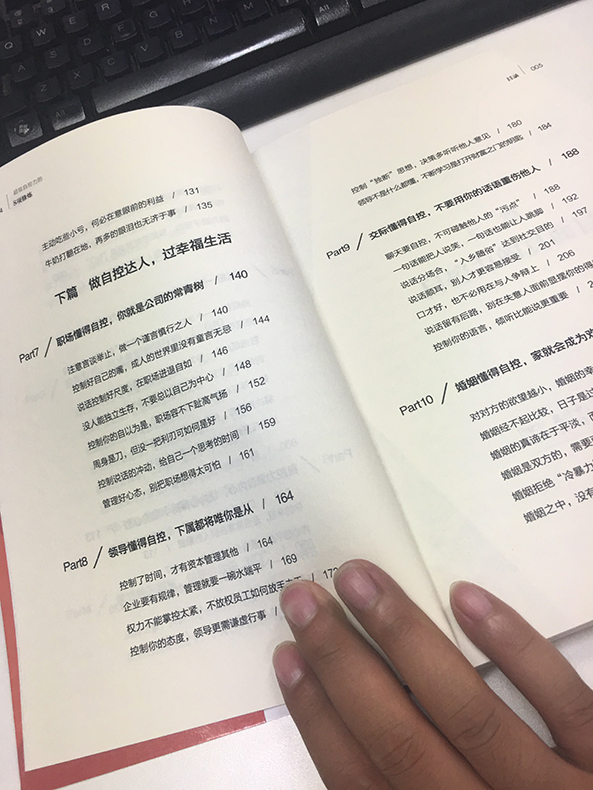 主动吃些小亏，何必在意眼前的利益 / 131
牛奶打翻在地，再多的眼泪也无济于事 / 135
下篇 做自控达人，过幸福生活
Part7 / 职场懂得自控，你就是公司的常青树 / 140
注意言谈举止，做一个谨言慎行之人 / 140
控制好自己的嘴，成人的世界里没有童言无忌 / 144
说话控制好尺度，在职场进退自如 / 146
没人能独立生存，不要总以自己为中心 / 148
控制你的自以为是，职场容不下趾高气扬 / 152
周身是刀，但没一把利刃可如何是好 / 156
控制说话的冲动，给自己一个思考的时间 / 159
管理好心态，别把职场想得太可怕 / 161
Part8 / 领导懂得自控，下属都将唯你是从 / 164
控制了时间，才有资本管理其他 / 164
企业要有规律，管理就要一碗水端平 / 169
权力不能掌控太紧，不放权员工如何放手
控制你的态度，领导更需谦虚行事 /
目录 005
控制“独断”思想，决策多听听他人意见 / 180
领导不是什么都懂，不断学习是打开财富之门的钥匙 / 184
Part9 / 交际懂得自控，不要用你的话语重伤他人 / 188
聊天要自控，不可碰触他人的“污点” / 188
一句话能把人说笑，一句话也能让人跳脚 / 192
说话分场合，“入乡随俗”达到社交目的 / 197
说话顺耳，别人才更容易接受 / 201
口才好，也不必用在与人争辩上 / 206
说话留有后路，别在失意人面前显摆你的得
控制你的语言，倾听比能说更重要 / 2
Part10 / 婚姻懂得自控，家就会成为
对对方的欲望越小，婚姻的幸
婚姻经不起比较，日子是过
婚姻的真谛在于平淡，而
婚姻是双方的，需要
婚姻拒绝“冷暴力
婚姻之中，没有